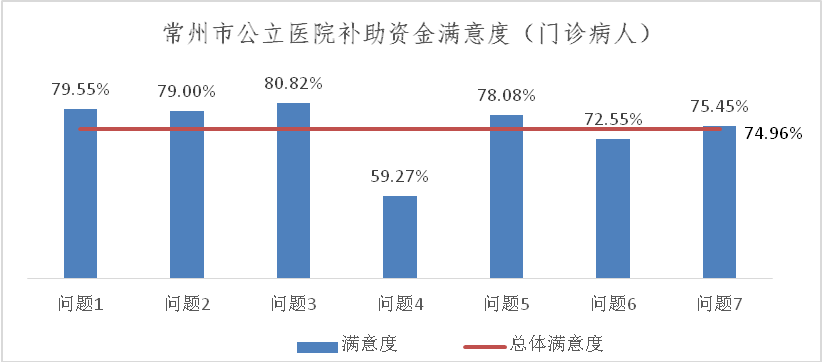 常州市公立医院补助资金满意度（门诊病人）
79.55%
79.00%
80.82%
59.27%
78.08%
72.55%
75.45%
74.96%
问题1
问题2
问题3
问题4
问题5
问题6
问题7
满意度
总体满意度